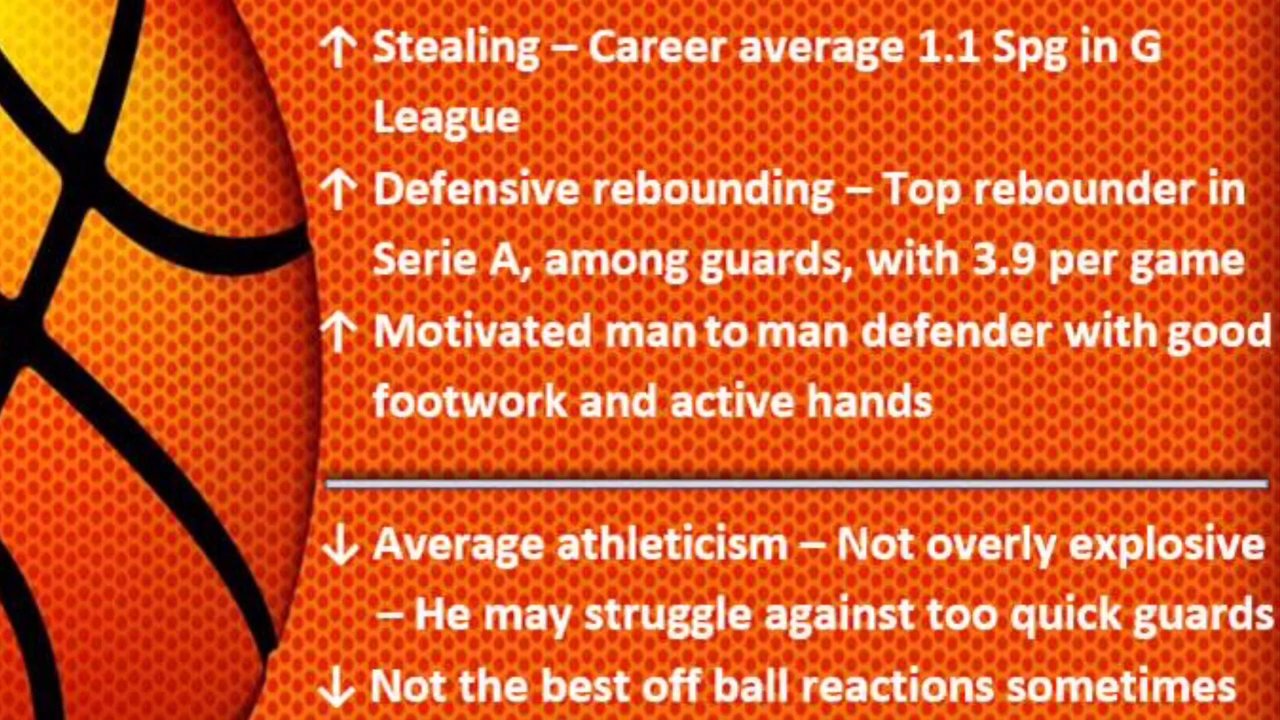 ↑ Stealing – Career average 1.1 Spg in G
League
↑ Defensive rebounding – Top rebounder in
Serie A, among guards, with 3.9 per game
↑ Motivated man to man defender with good
footwork and active hands
↓ Average athleticism – Not overly explosive
– He may struggle against too quick guards
↓ Not the best off ball reactions sometimes